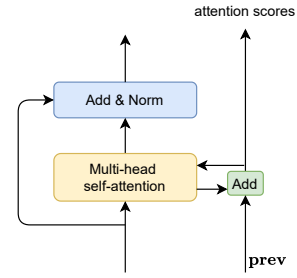 attention scores
Add & Norm
Multi-head
self-attention
Add
prev